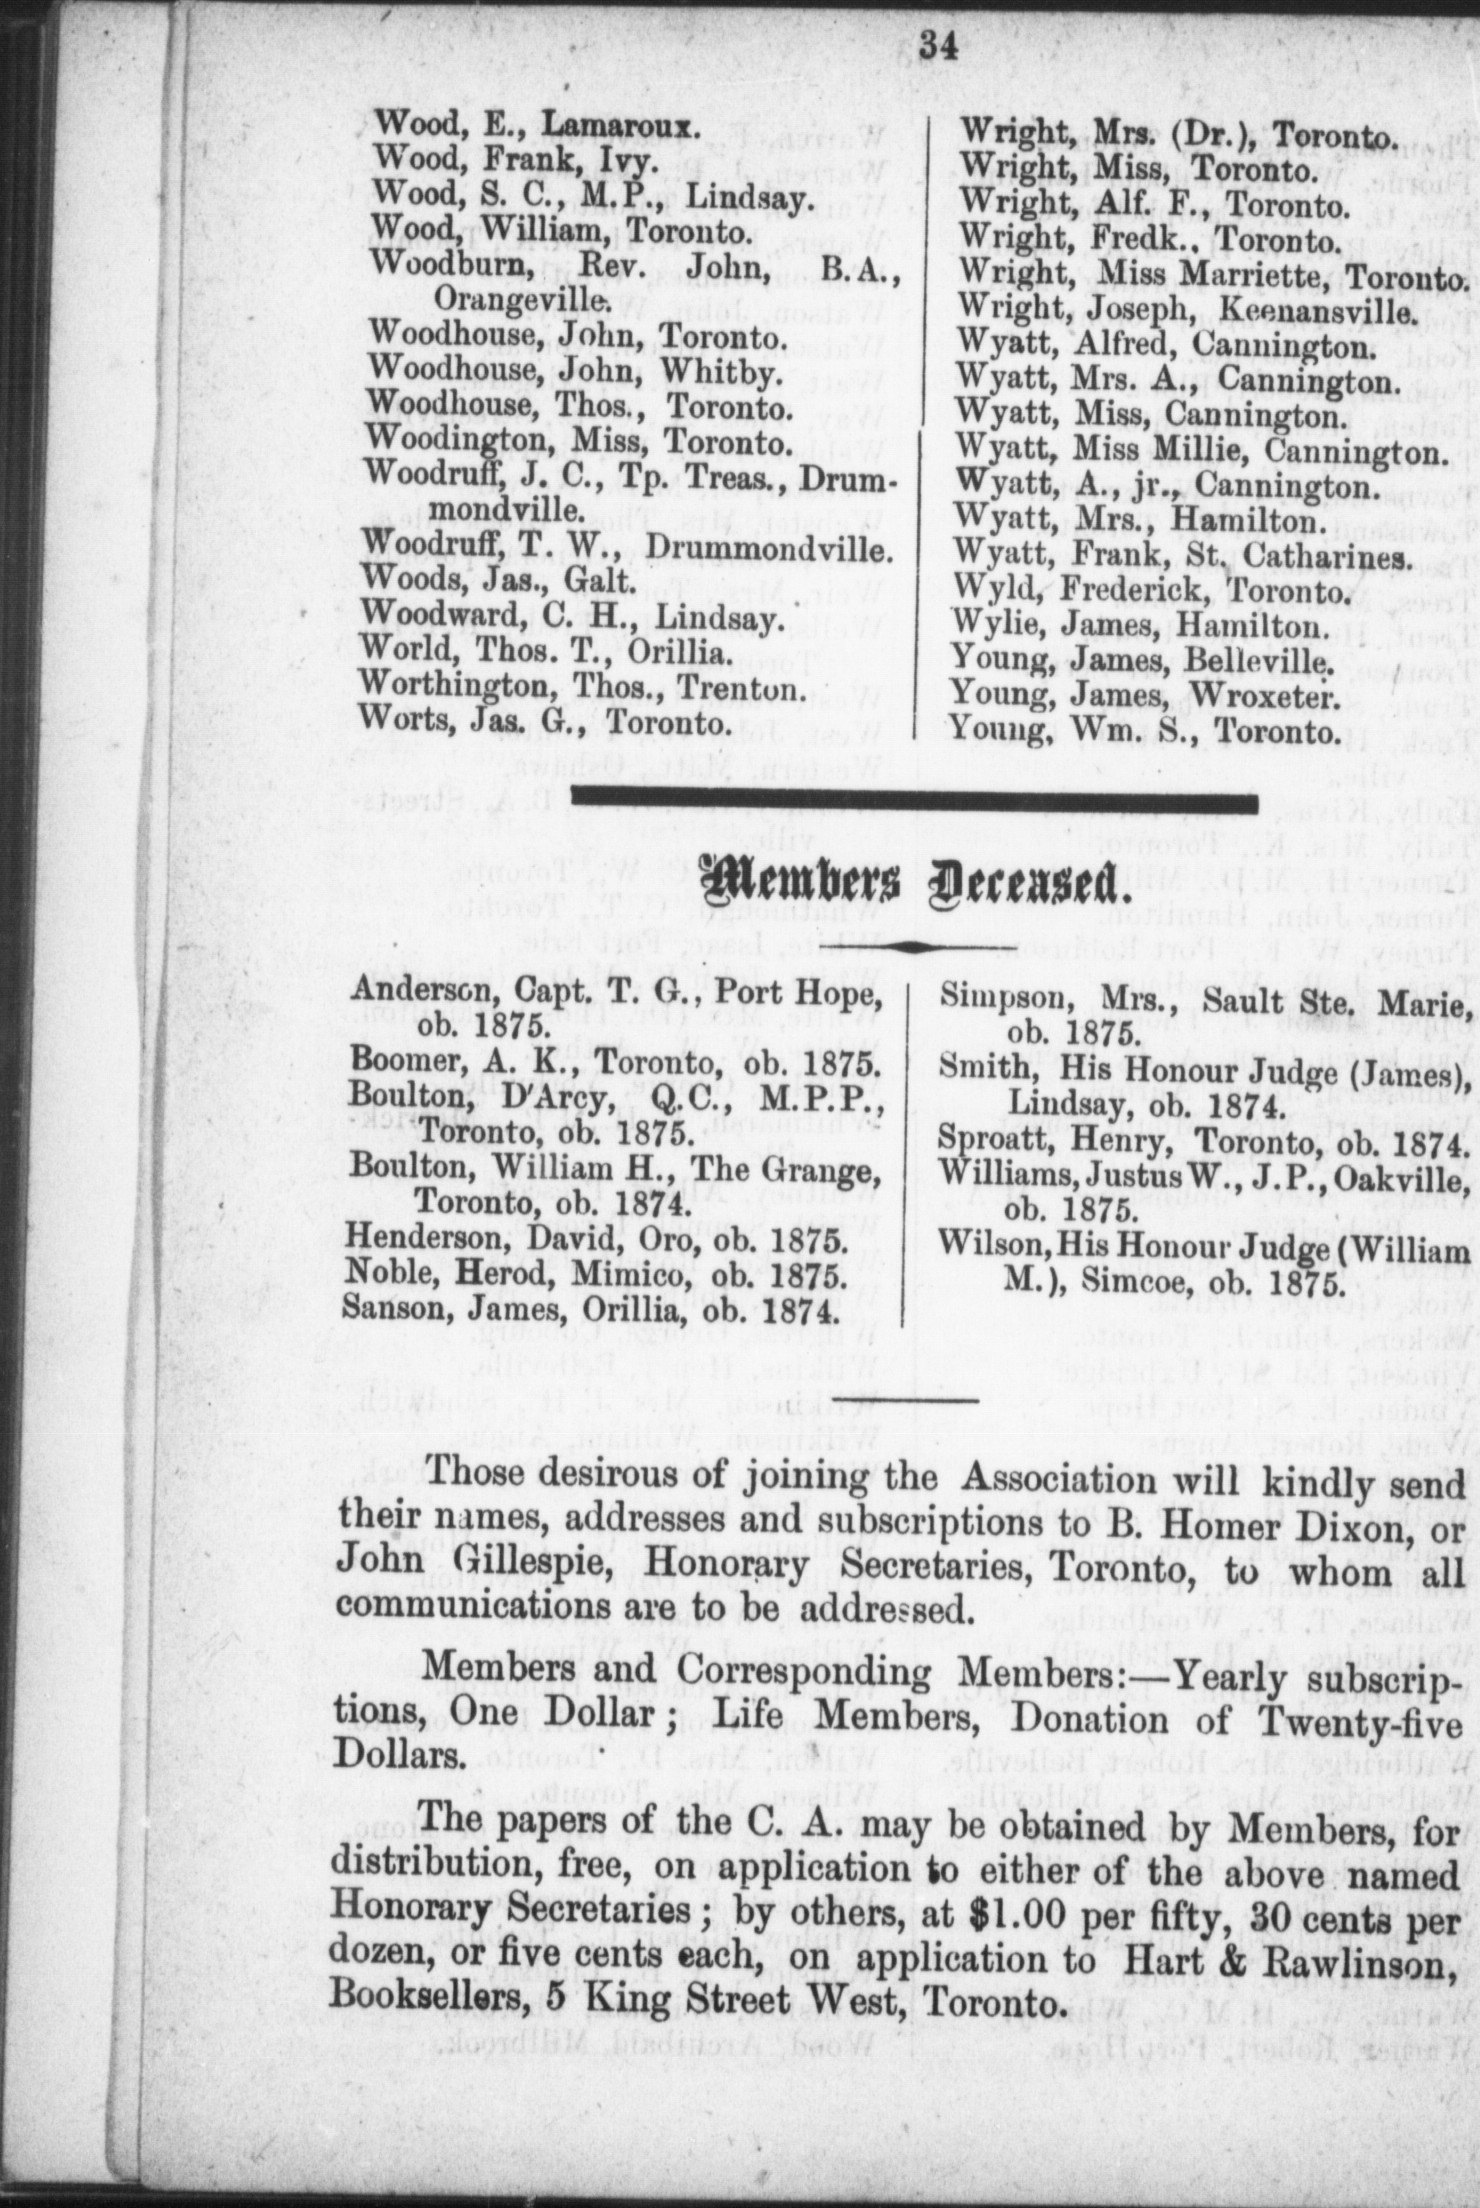 34
Wood, E., Lamaroux.
Wood, Frank, Ivy.
Wood, S. C., M.P., Lindsay.
Wood, William, Toronto.
Woodburn, Rev. John, B.A.,
Orangeville.
Woodhouse, John, Toronto.
Woodhouse, John, Whitby.
Woodhouse, Thos., Toronto.
Woodington, Miss, Toronto.
Woodruff, J. C., Tp. Treas., Drum-
mondville.
Woodruff, T. W., Drummondville.
Woods, Jas., Galt.
Woodward, C. H., Lindsay.
World, Thos. T., Orillia.
Worthington, Thos., Trenton.
Worts, Jas. G., Toronto.
Wright, Mrs. (Dr.), Toronto.
Wright, Miss, Toronto.
Wright, Alf. F., Toronto.
Wright, Fredk., Toronto.
Wright, Miss Marriette, Toronto.
Wright, Joseph, Keenansville.
Wyatt, Alfred, Cannington.
Wyatt, Mrs. A., Cannington.
Wyatt, Miss, Cannington.
Wyatt, Miss Millie, Cannington.
Wyatt, A., jr., Cannington.
Wyatt, Mrs., Hamilton.
Wyatt, Frank, St. Catharines.
Wyld, Frederick, Toronto.
Wylie, James, Hamilton.
Young, James, Belleville.
Young, James, Wroxeter.
Young, Wm. S., Toronto.
Members Deceased.
Anderson, Capt. T. G., Port Hope,
ob. 1875.
Boomer, A. K., Toronto, ob. 1875.
Boulton, D'Arcy, Q.C., M.P.P.,
Toronto, ob. 1875.
Boulton, William H., The Grange,
Toronto, ob. 1874.
Henderson, David, Oro, ob. 1875.
Noble, Herod, Mimico, ob. 1875.
Sanson, James, Orillia, ob. 1874.
Simpson, Mrs., Sault Ste. Marie,
ob. 1875.
Smith, His Honour Judge (James),
Lindsay, ob. 1874.
Sproatt, Henry, Toronto, ob. 1874.
Williams, Justus W., J.P., Oakville,
ob. 1875.
Wilson, His Honour Judge (William
M.), Simcoe, ob. 1875.
Those desirous of joining the Association will kindly send
their names, addresses and subscriptions to B. Homer Dixon, or
John Gillespie, Honorary Secretaries, Toronto, to whom all
communications are to be addressed.
Members and Corresponding Members:—Yearly subscrip-
tions, One Dollar; Life Members, Donation of Twenty-five
Dollars.
The papers of the C. A. may be obtained by Members, for
distribution, free, on application to either of the above named
Honorary Secretaries; by others, at $1.00 per fifty, 30 cents per
dozen, or five cents each, on application to Hart & Rawlinson,
Booksellers, 5 King Street West, Toronto.